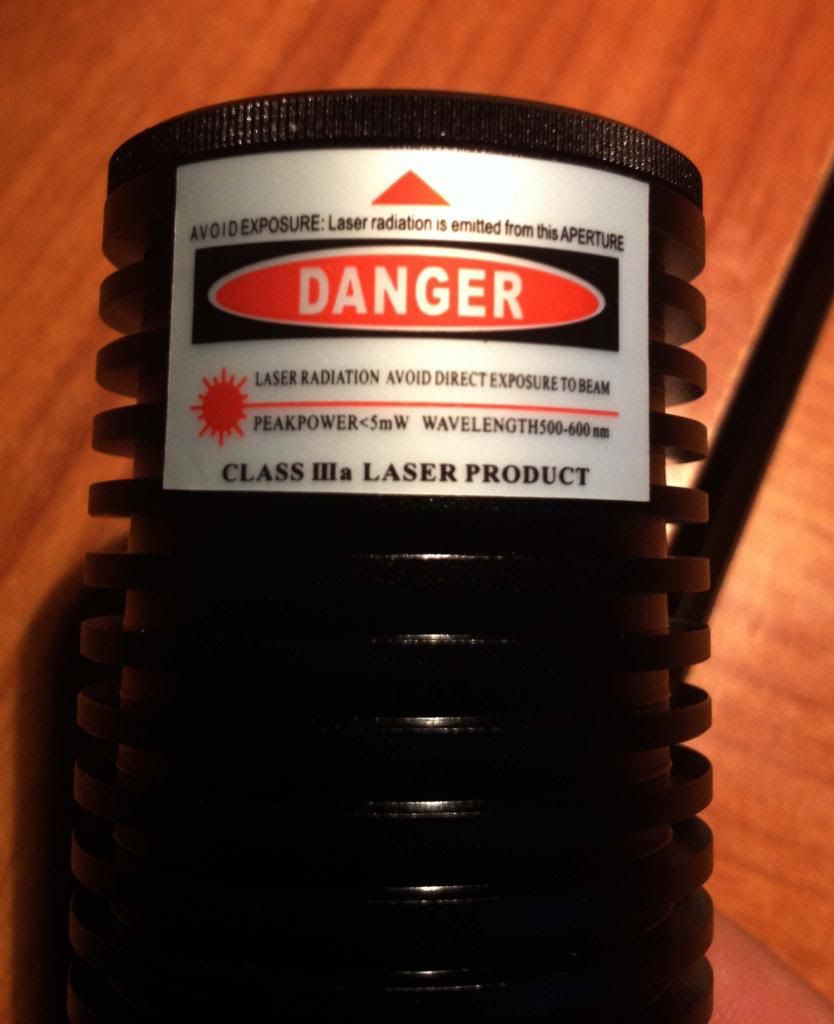 AVOID EXPOSURE: Laser radiation is emitted from this APERTURE
DANGER
LASER RADIATION AVOID DIRECT EXPOSURE TO BEAM
PEAKPOWER<5mW WAVELENGTH500-600 nm
CLASS IIIa LASER PRODUCT